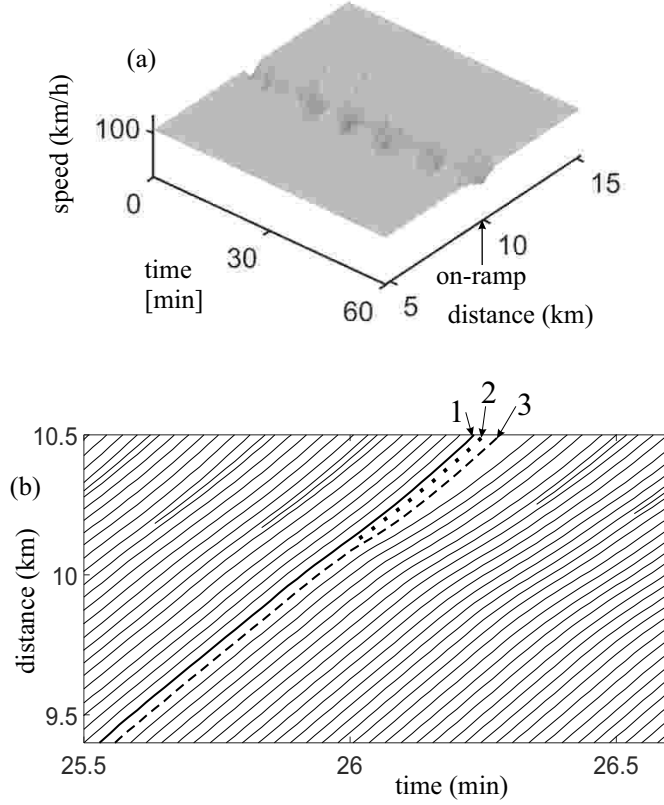 (a)
speed (km/h)
100
0
30
60
time
[min]
5
10
15
on-ramp
distance (km)
1 2 3
(b)
10.5
10
9.5
distance (km)
25.5 26 26.5
time (min)